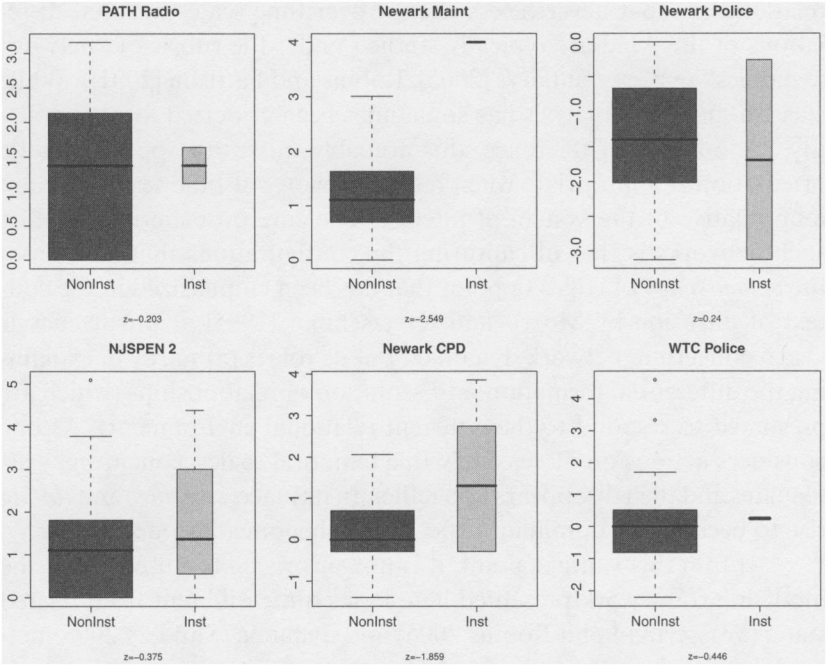 PATH Radio
3.0
2.5
2.0
1.5
1.0
0.5
0.0
NonInst
Inst
z=-0.203
Newark Maint
4
3
2
1
NonInst
Inst
z=-2.549
Newark Police
0.0
-1.0
-2.0
-3.0
NonInst
Inst
z=0.24
NJSPEN 2
5
4
3
2
1
0
NonInst
Inst
z=-0.375
Newark CPD
4
3
2
1
0
-1
NonInst
Inst
z=-1.859
WTC Police
4
2
0
-2
NonInst
Inst
z=-0.446